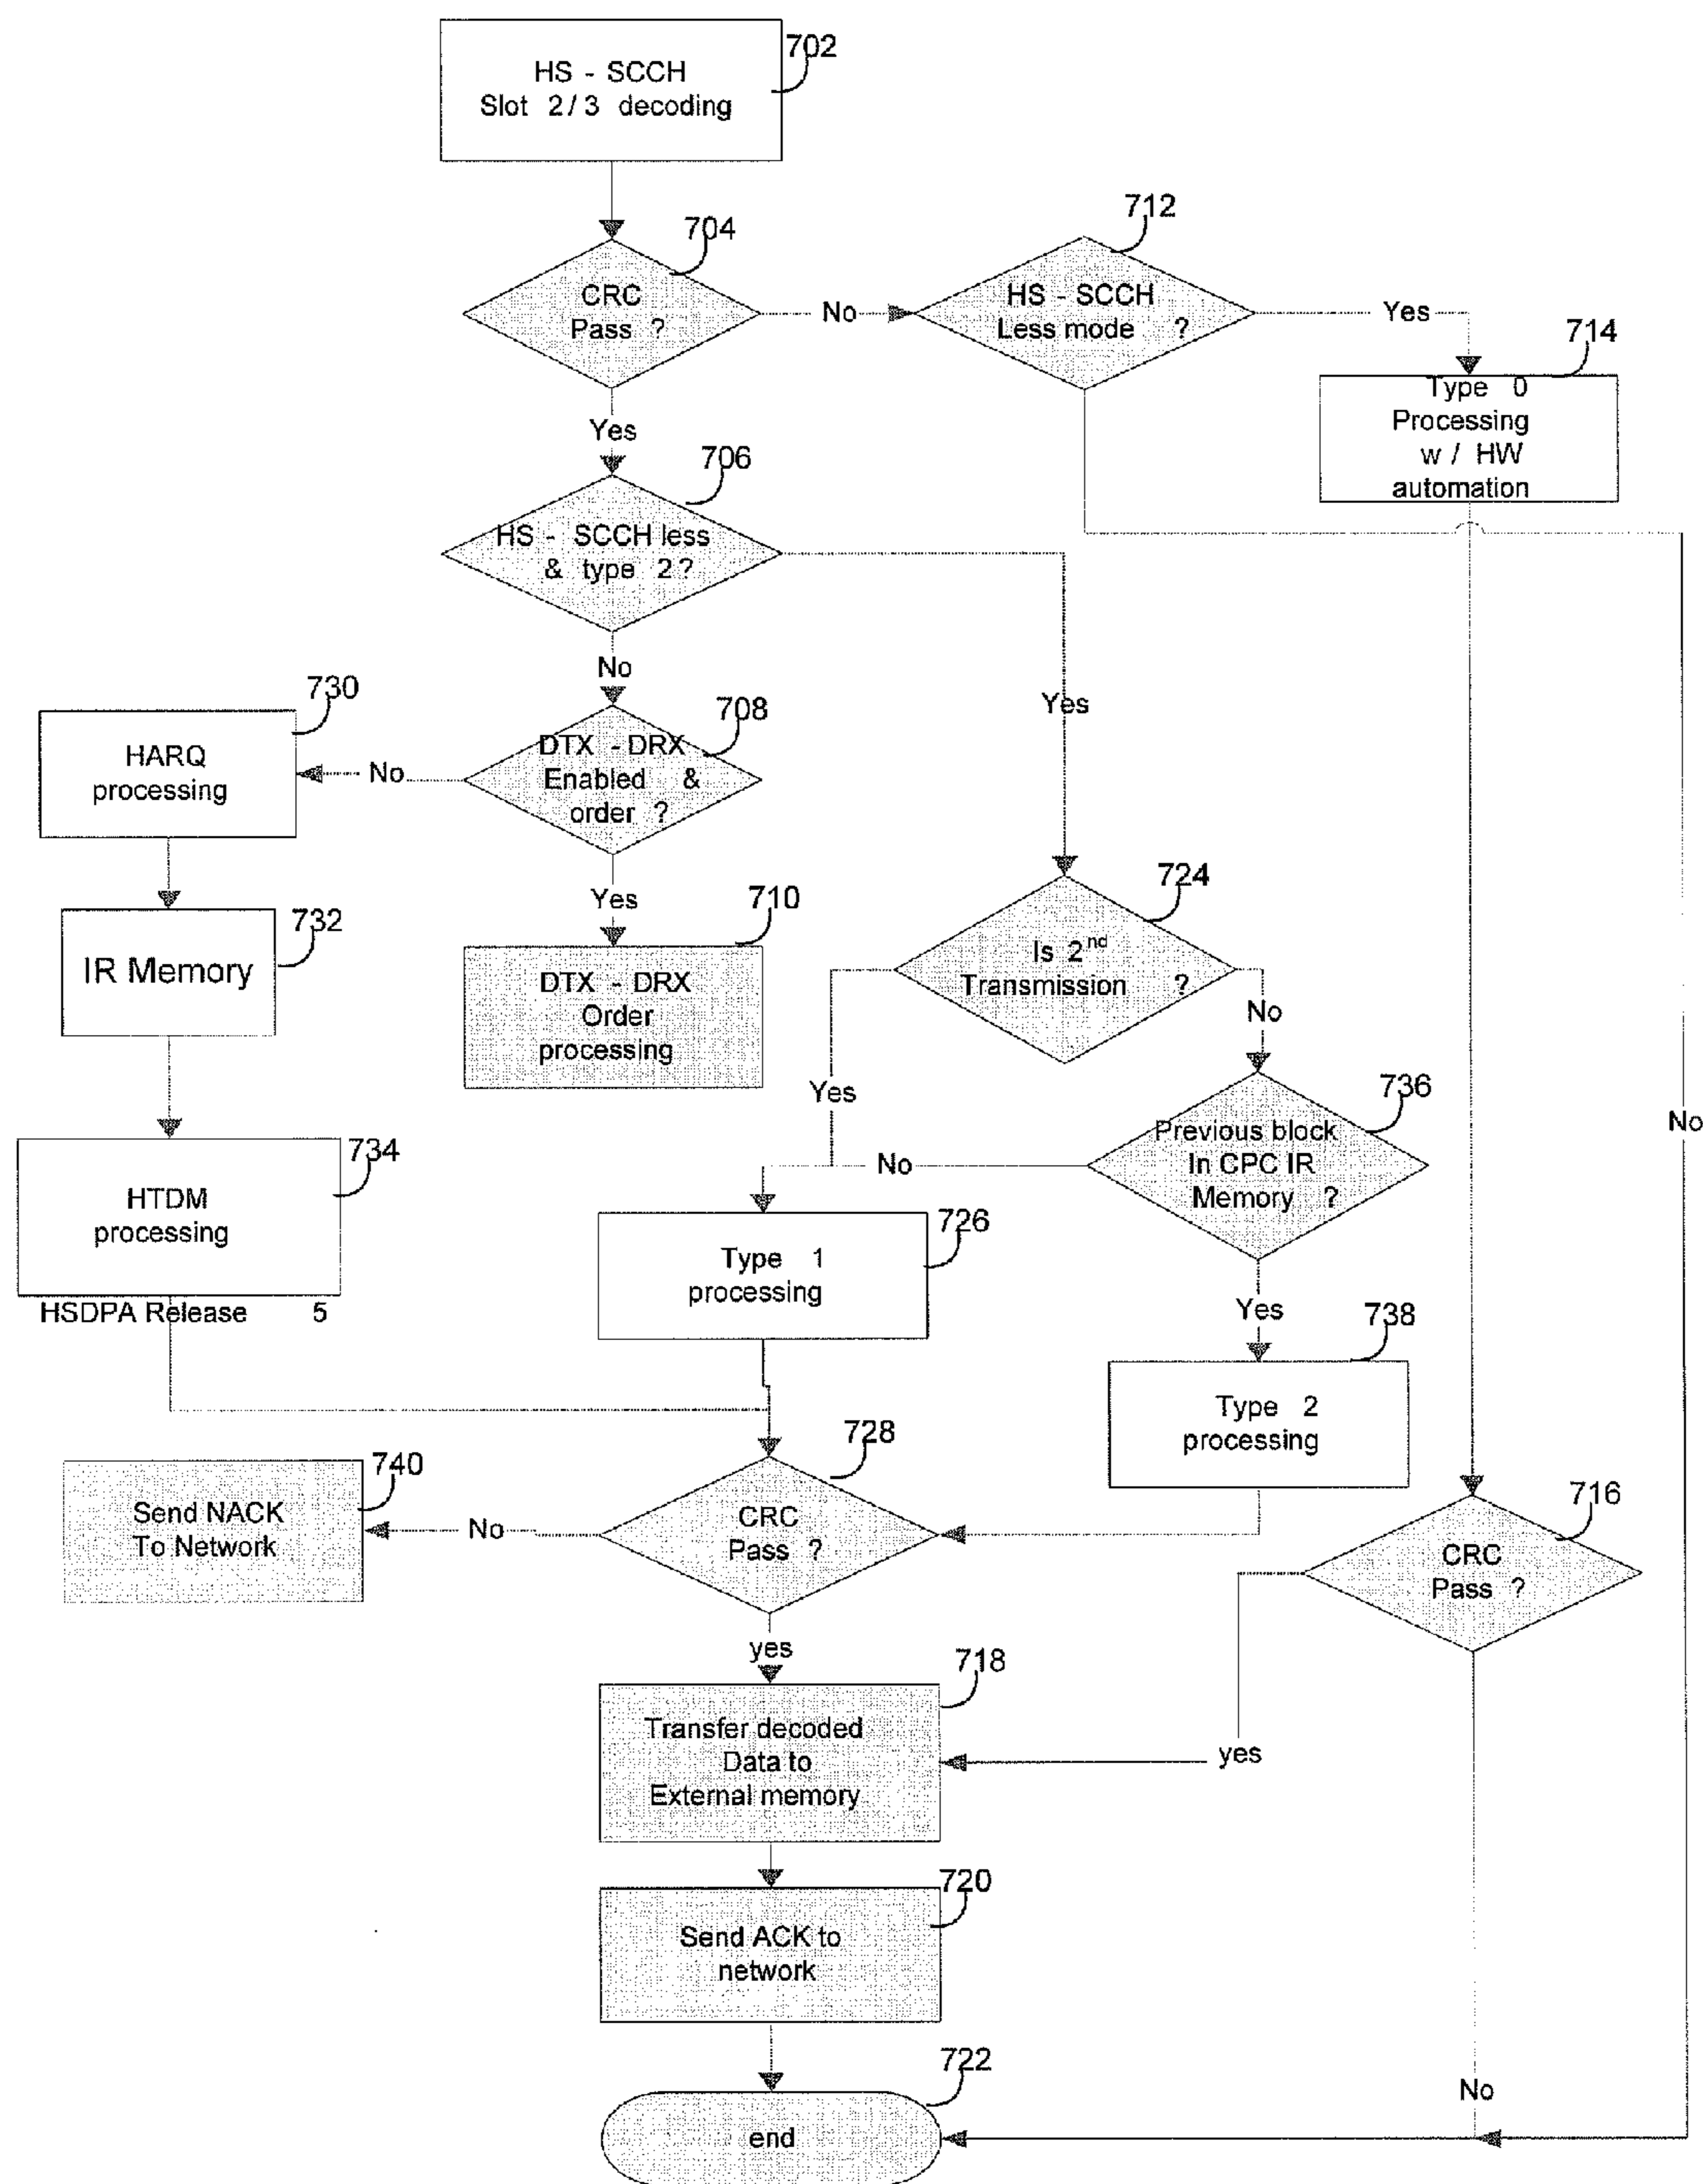 702
HS - SCCH
Slot 2/3 decoding
704
CRC
Pass ?
No
712
HS - SCCH
Less mode ?
Yes
714
Type 0
Processing
w / HW
automation
Yes
706
HS - SCCH less
& type 2?
No
Yes
730
HARQ
processing
No
708
DTX - DRX
Enabled &
order ?
732
IR Memory
Yes
710
DTX - DRX
Order
processing
724
Is 2nd
Transmission ?
No
Yes
736
Previous block
In CPC IR
Memory ?
No
No
734
HTDM
processing
HSDPA Release 5
726
Type 1
processing
Yes
738
Type 2
processing
740
Send NACK
To Network
No
728
CRC
Pass ?
716
CRC
Pass ?
yes
718
Transfer decoded
Data to
External memory
yes
720
Send ACK to
network
722
end
No